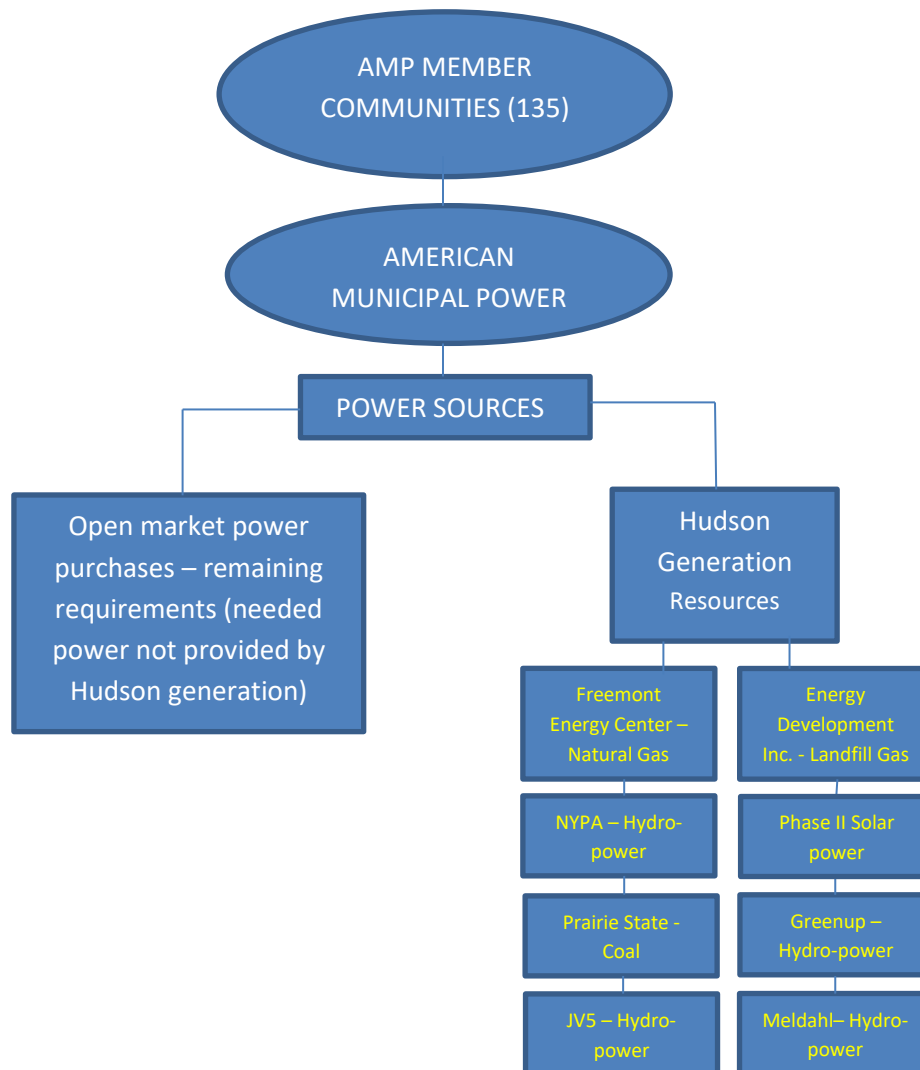 AMP MEMBER
COMMUNITIES (135)
AMERICAN
MUNICIPAL POWER
POWER SOURCES
Open market power
purchases – remaining
requirements (needed
power not provided by
Hudson generation)
Hudson
Generation
Resources
Freemont
Energy Center –
Natural Gas
Energy
Development
Inc. - Landfill Gas
NYPA – Hydro-
power
Phase II Solar
power
Prairie State -
Coal
Greenup –
Hydro-power
JV5 – Hydro-
power
Meldahl– Hydro-
power